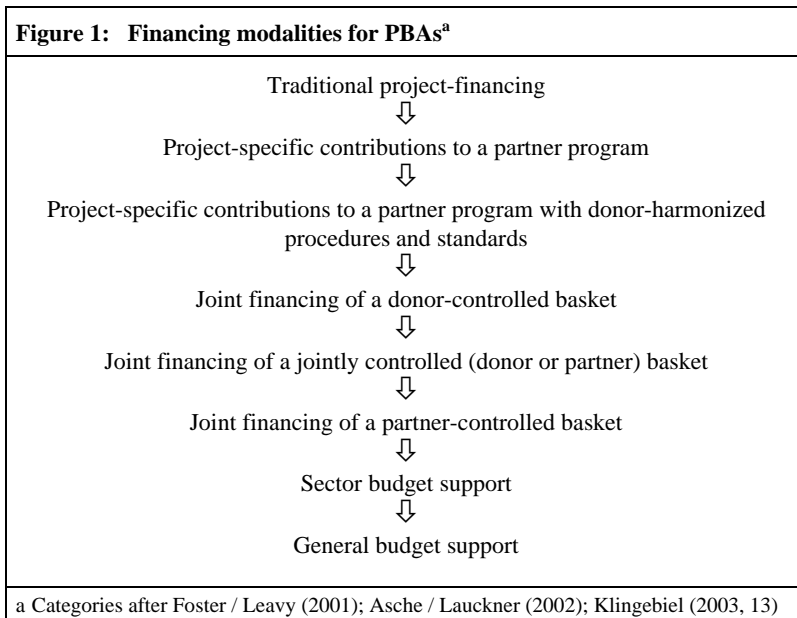 Figure 1: Financing modalities for PBAsᵃ
Traditional project-financing
⇩
Project-specific contributions to a partner program
⇩
Project-specific contributions to a partner program with donor-harmonized
procedures and standards
⇩
Joint financing of a donor-controlled basket
⇩
Joint financing of a jointly controlled (donor or partner) basket
⇩
Joint financing of a partner-controlled basket
⇩
Sector budget support
⇩
General budget support
a Categories after Foster / Leavy (2001); Asche / Lauckner (2002); Klingebiel (2003, 13)